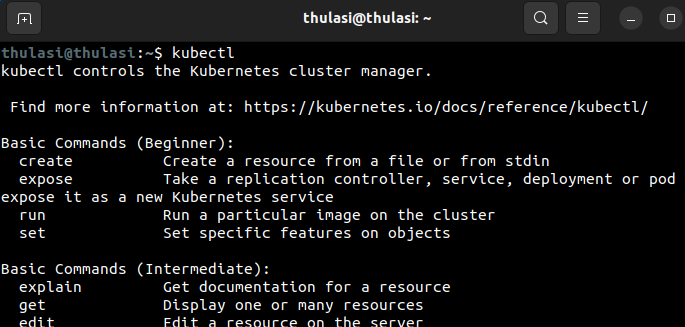 thulasi@thulasi: ~
thulasi@thulasi:~$ kubectl
kubectl controls the Kubernetes cluster manager.
Find more information at: https://kubernetes.io/docs/reference/kubectl/
Basic Commands (Beginner):
create Create a resource from a file or from stdin
expose Take a replication controller, service, deployment or pod
expose it as a new Kubernetes service
run Run a particular image on the cluster
set Set specific features on objects
Basic Commands (Intermediate):
explain Get documentation for a resource
get Display one or many resources
edit Edit a resource on the server